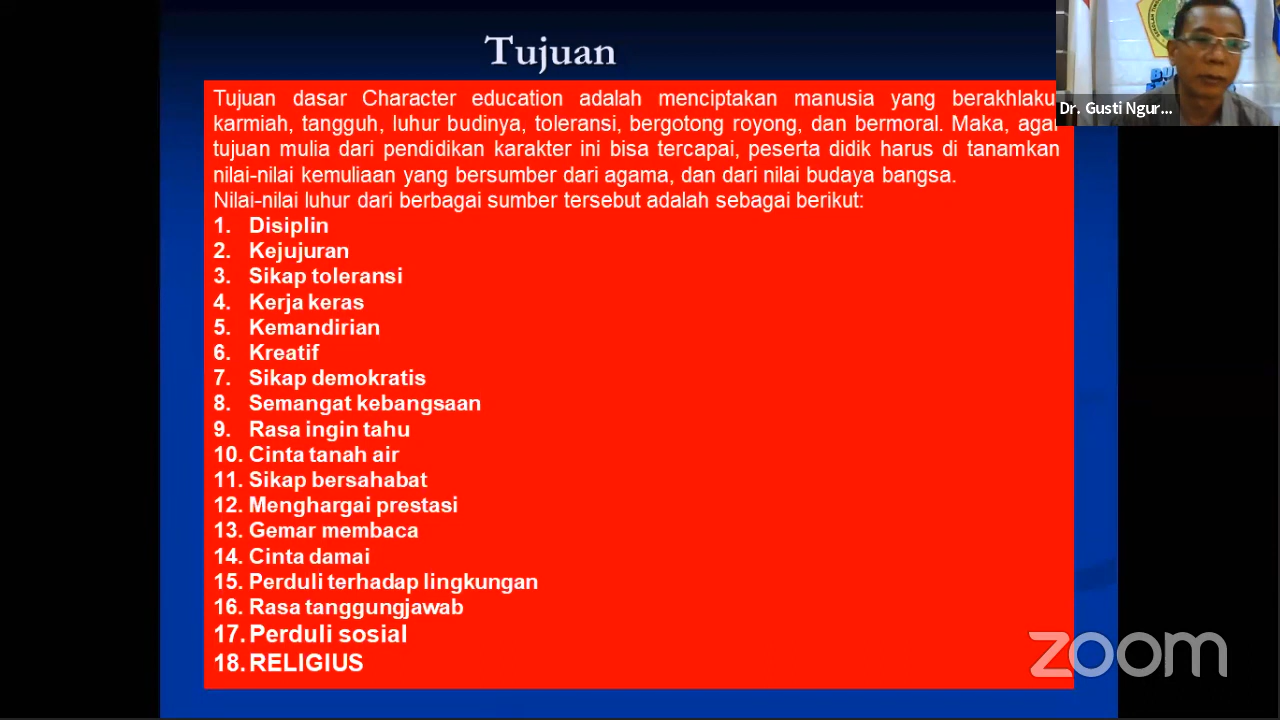 Tujuan
Tujuan dasar Character education adalah menciptakan manusia yang berakhlaku
karmiah, tangguh, luhur budinya, toleransi, bergotong royong, dan bermoral. Maka, agar
tujuan mulia dari pendidikan karakter ini bisa tercapai, peserta didik harus di tanamkan
nilai-nilai kemuliaan yang bersumber dari agama, dan dari nilai budaya bangsa.
Nilai-nilai luhur dari berbagai sumber tersebut adalah sebagai berikut:
1. Disiplin
2. Kejujuran
3. Sikap toleransi
4. Kerja keras
5. Kemandirian
6. Kreatif
7. Sikap demokratis
8. Semangat kebangsaan
9. Rasa ingin tahu
10. Cinta tanah air
11. Sikap bersahabat
12. Menghargai prestasi
13. Gemar membaca
14. Cinta damai
15. Perduli terhadap lingkungan
16. Rasa tanggungjawab
17. Perduli sosial
18. RELIGIUS
Dr. Gusti Ngur...
zoom